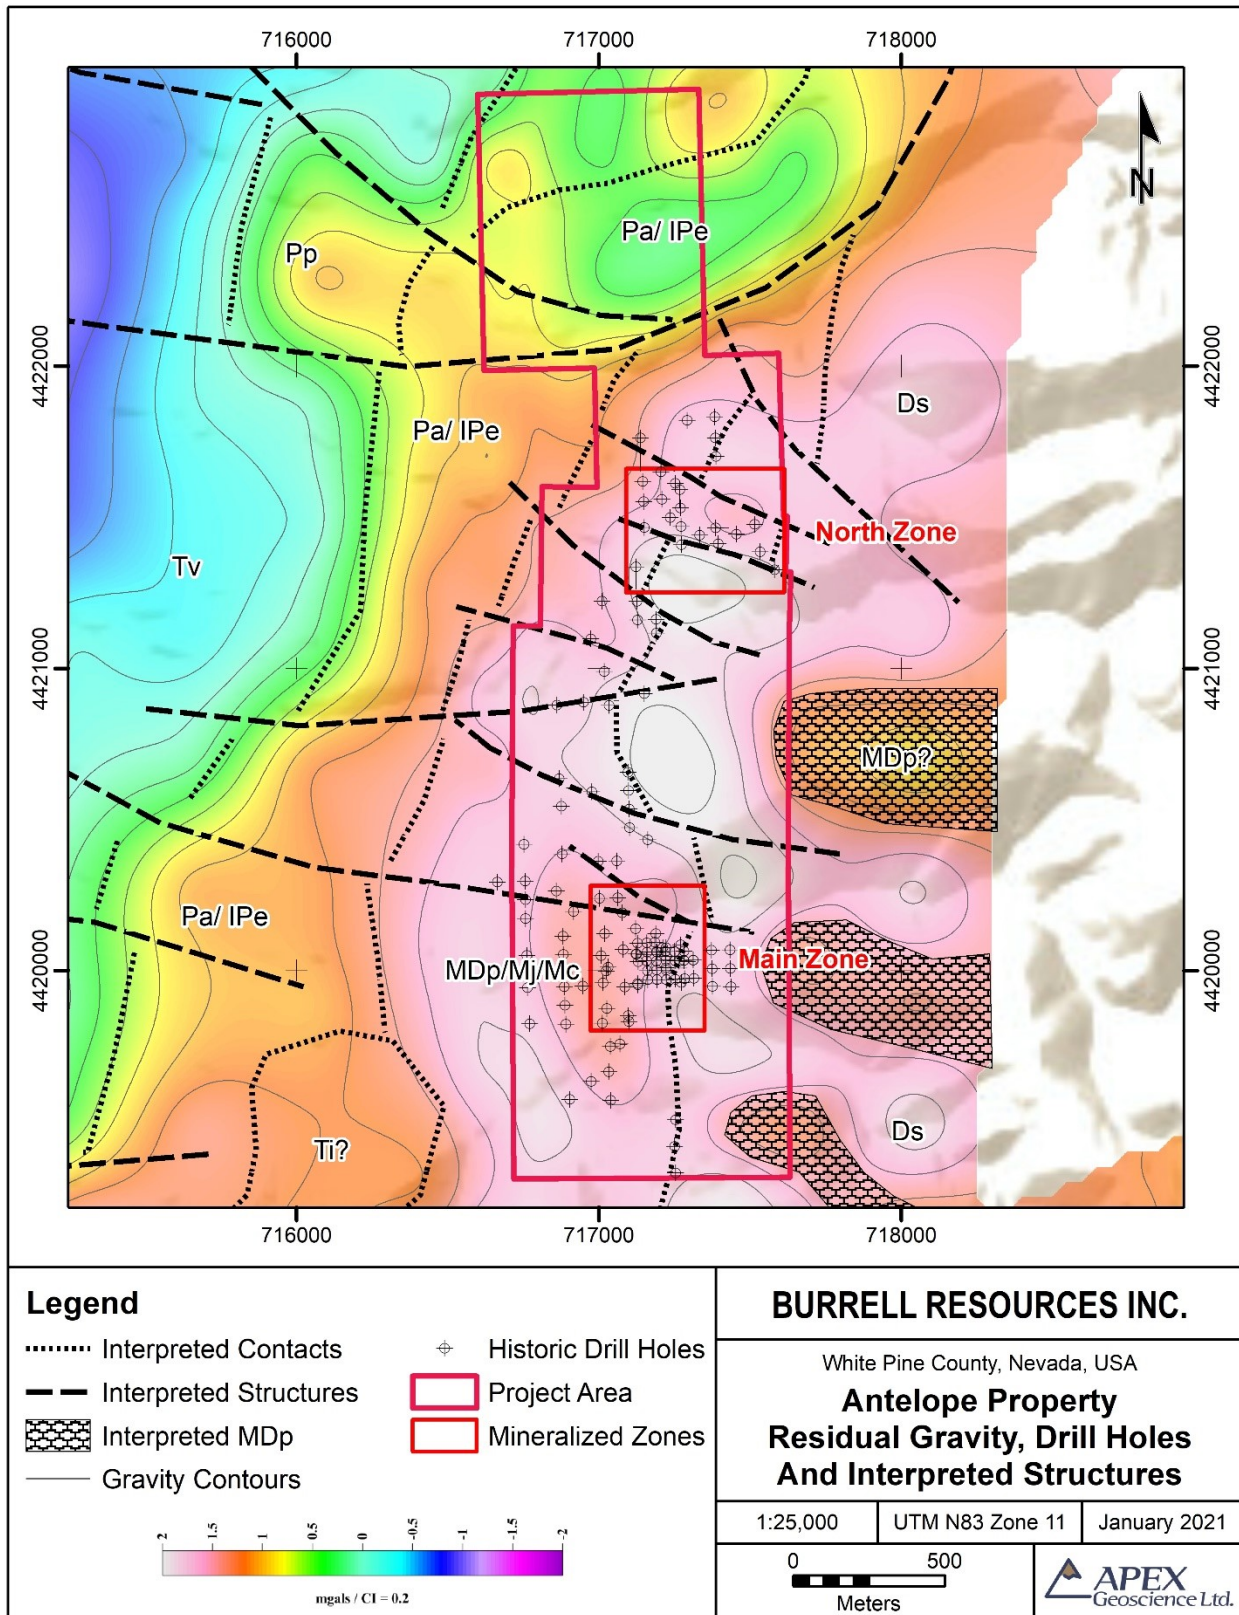 716000
717000
718000
N
Pa/ IPe
Pp
4422000
4422000
Ds
Pa/ IPe
North Zone
Tv
4421000
4421000
MDp?
Pa/ IPe
MDp/Mj/Mc
Main Zone
4420000
4420000
Ds
Ti?
716000
717000
718000
Legend
Interpreted Contacts
Interpreted Structures
Interpreted MDp
Gravity Contours
Historic Drill Holes
Project Area
Mineralized Zones
2 1.5 1 0.5 0 -0.5 -1 -1.5 -2
mgals / CI = 0.2
BURRELL RESOURCES INC.
White Pine County, Nevada, USA
Antelope Property
Residual Gravity, Drill Holes
And Interpreted Structures
1:25,000 UTM N83 Zone 11 January 2021
0 500
Meters
APEX
Geoscience Ltd.